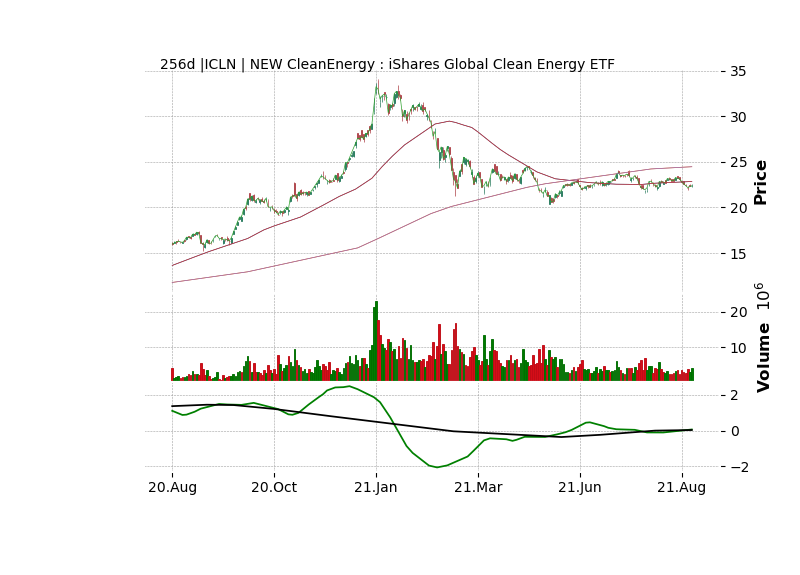 256d |ICLN | NEW CleanEnergy : iShares Global Clean Energy ETF
35
30
25
20
15
Price
20
10
Volume 10^6
2
0
−2
20.Aug 20.Oct 21.Jan 21.Mar 21.Jun 21.Aug